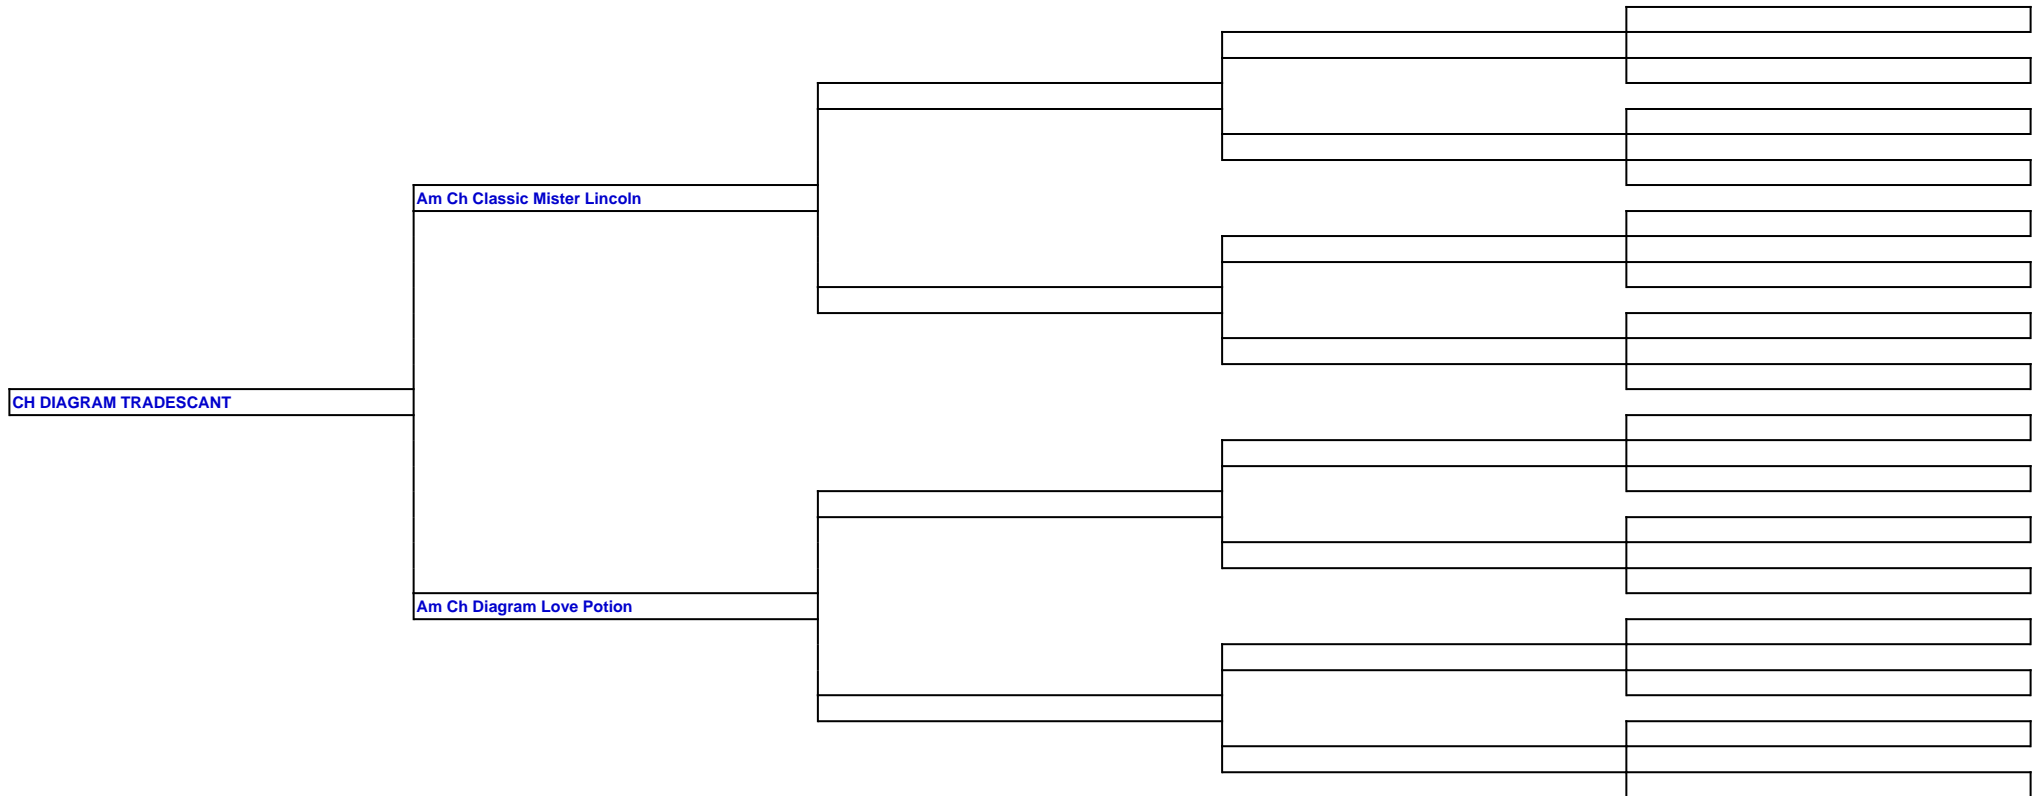 Am Ch Classic Mister Lincoln
CH DIAGRAM TRADESCANT
Am Ch Diagram Love Potion